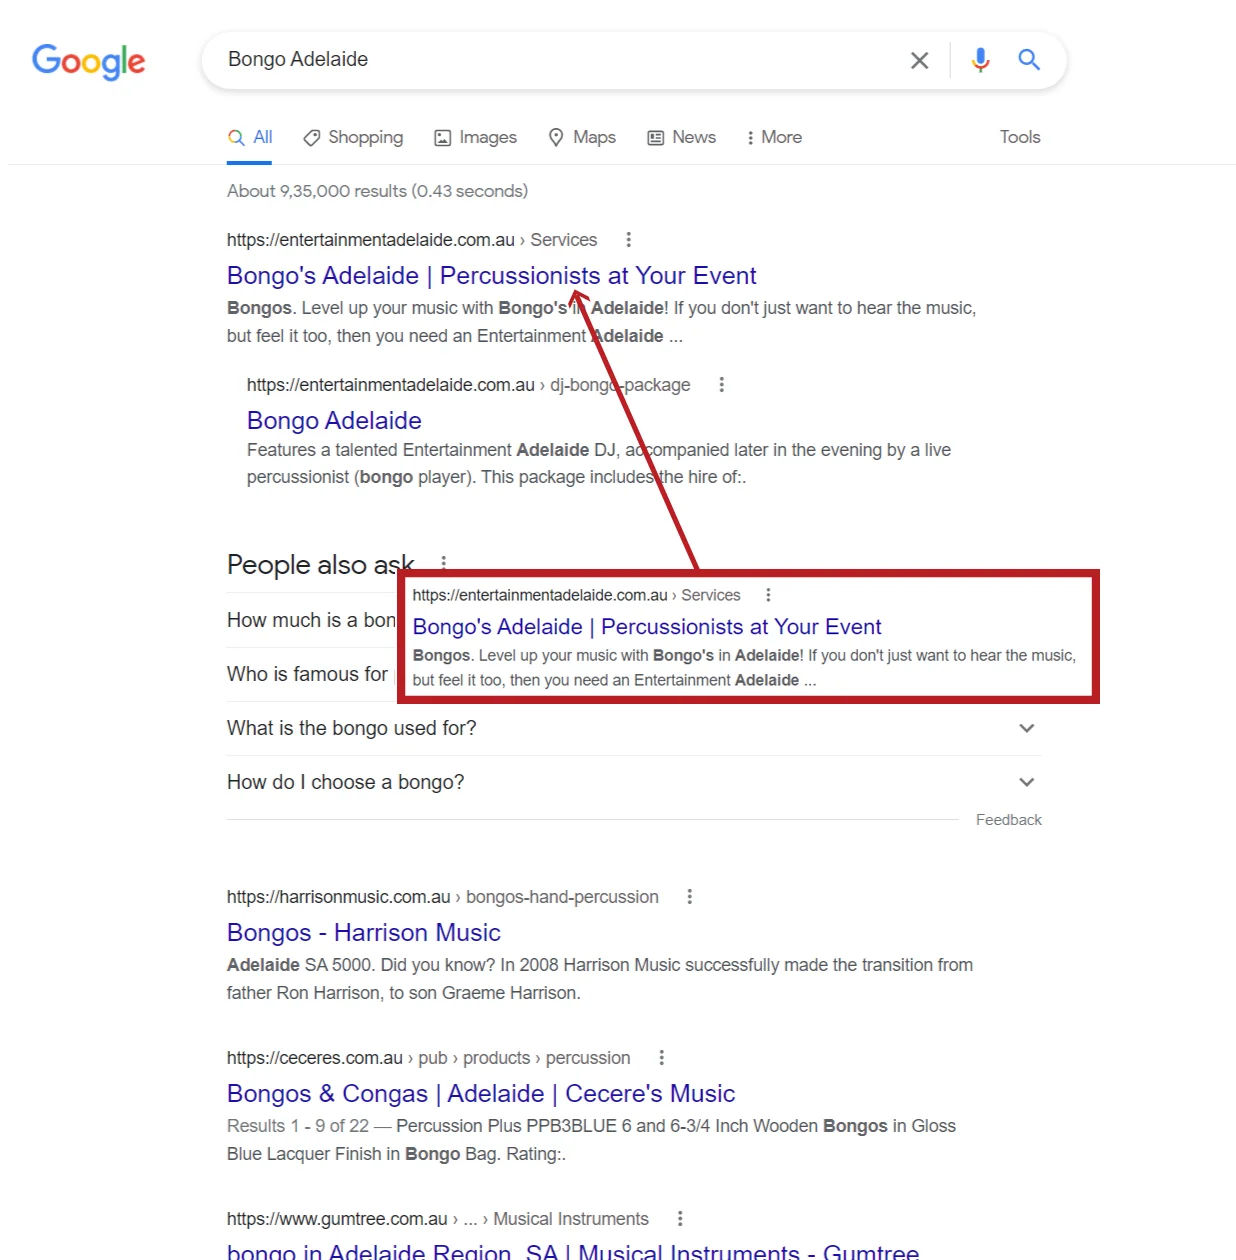 Google
Bongo Adelaide
All Shopping Images Maps News More Tools
About 9,35,000 results (0.43 seconds)
https://entertainmentadelaide.com.au › Services
Bongo's Adelaide | Percussionists at Your Event
Bongos. Level up your music with Bongo's in Adelaide! If you don't just want to hear the music,
but feel it too, then you need an Entertainment Adelaide ...
https://entertainmentadelaide.com.au › dj-bongo-package
Bongo Adelaide
Features a talented Entertainment Adelaide DJ, accompanied later in the evening by a live
percussionist (bongo player). This package includes the hire of:.
People also ask
How much is a bon
Who is famous for
https://entertainmentadelaide.com.au › Services
Bongo's Adelaide | Percussionists at Your Event
Bongos. Level up your music with Bongo's in Adelaide! If you don't just want to hear the music,
but feel it too, then you need an Entertainment Adelaide ...
What is the bongo used for?
How do I choose a bongo?
Feedback
https://harrisonmusic.com.au › bongos-hand-percussion
Bongos - Harrison Music
Adelaide SA 5000. Did you know? In 2008 Harrison Music successfully made the transition from
father Ron Harrison, to son Graeme Harrison.
https://ceceres.com.au › pub › products › percussion
Bongos & Congas | Adelaide | Cecere's Music
Results 1 - 9 of 22 — Percussion Plus PPB3BLUE 6 and 6-3/4 Inch Wooden Bongos in Gloss
Blue Lacquer Finish in Bongo Bag. Rating:.
https://www.gumtree.com.au › ... › Musical Instruments
bongo in Adelaide Region, SA | Musical Instruments - Gumtree